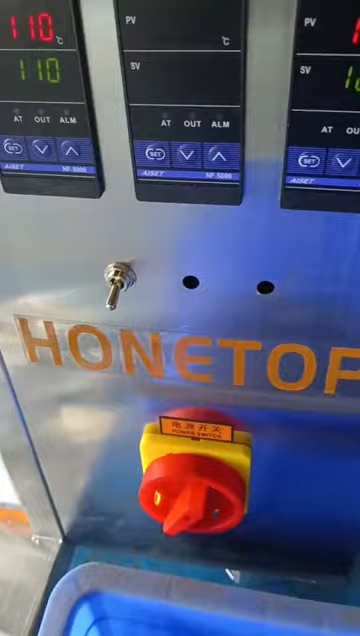 110
℃
110
AT OUT ALM
SET
AISET NF-5000
PV
℃
SV
AT OUT ALM
SET
AISET NF-5000
PV
SV
AT
SET
AISET
HONETOP
电源开关
POWER SWITCH